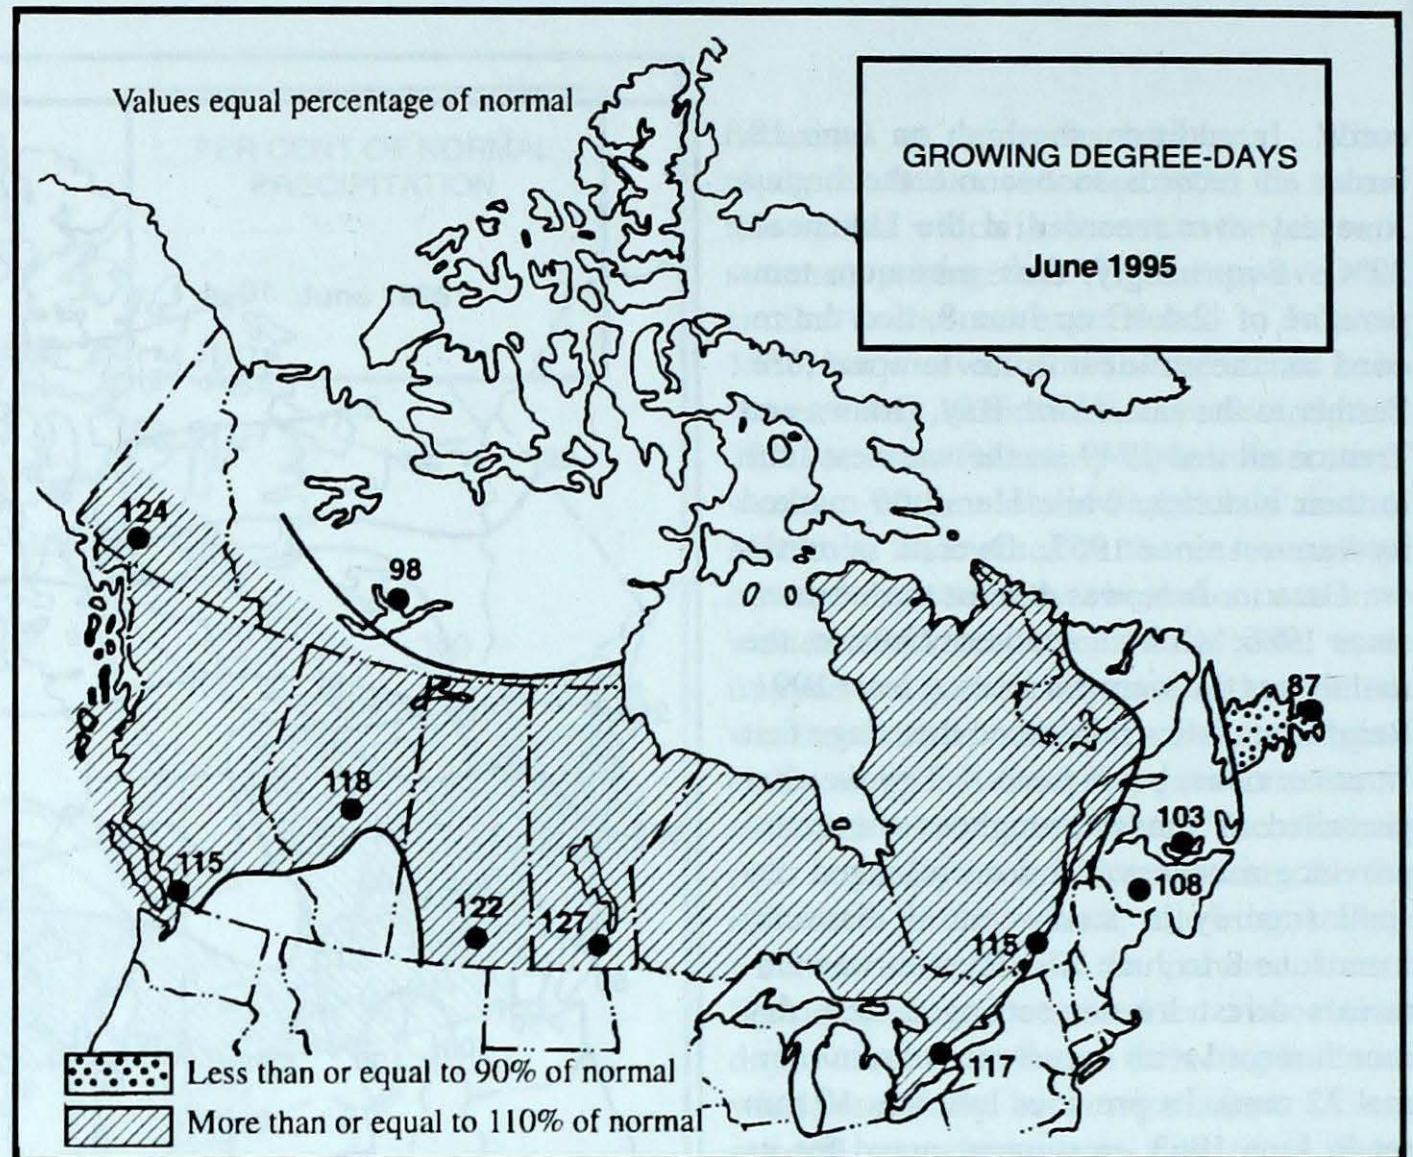 Values equal percentage of normal
GROWING DEGREE-DAYS
June 1995
124
98
87
118
103
115
108
122
127
115
117
Less than or equal to 90% of normal
More than or equal to 110% of normal